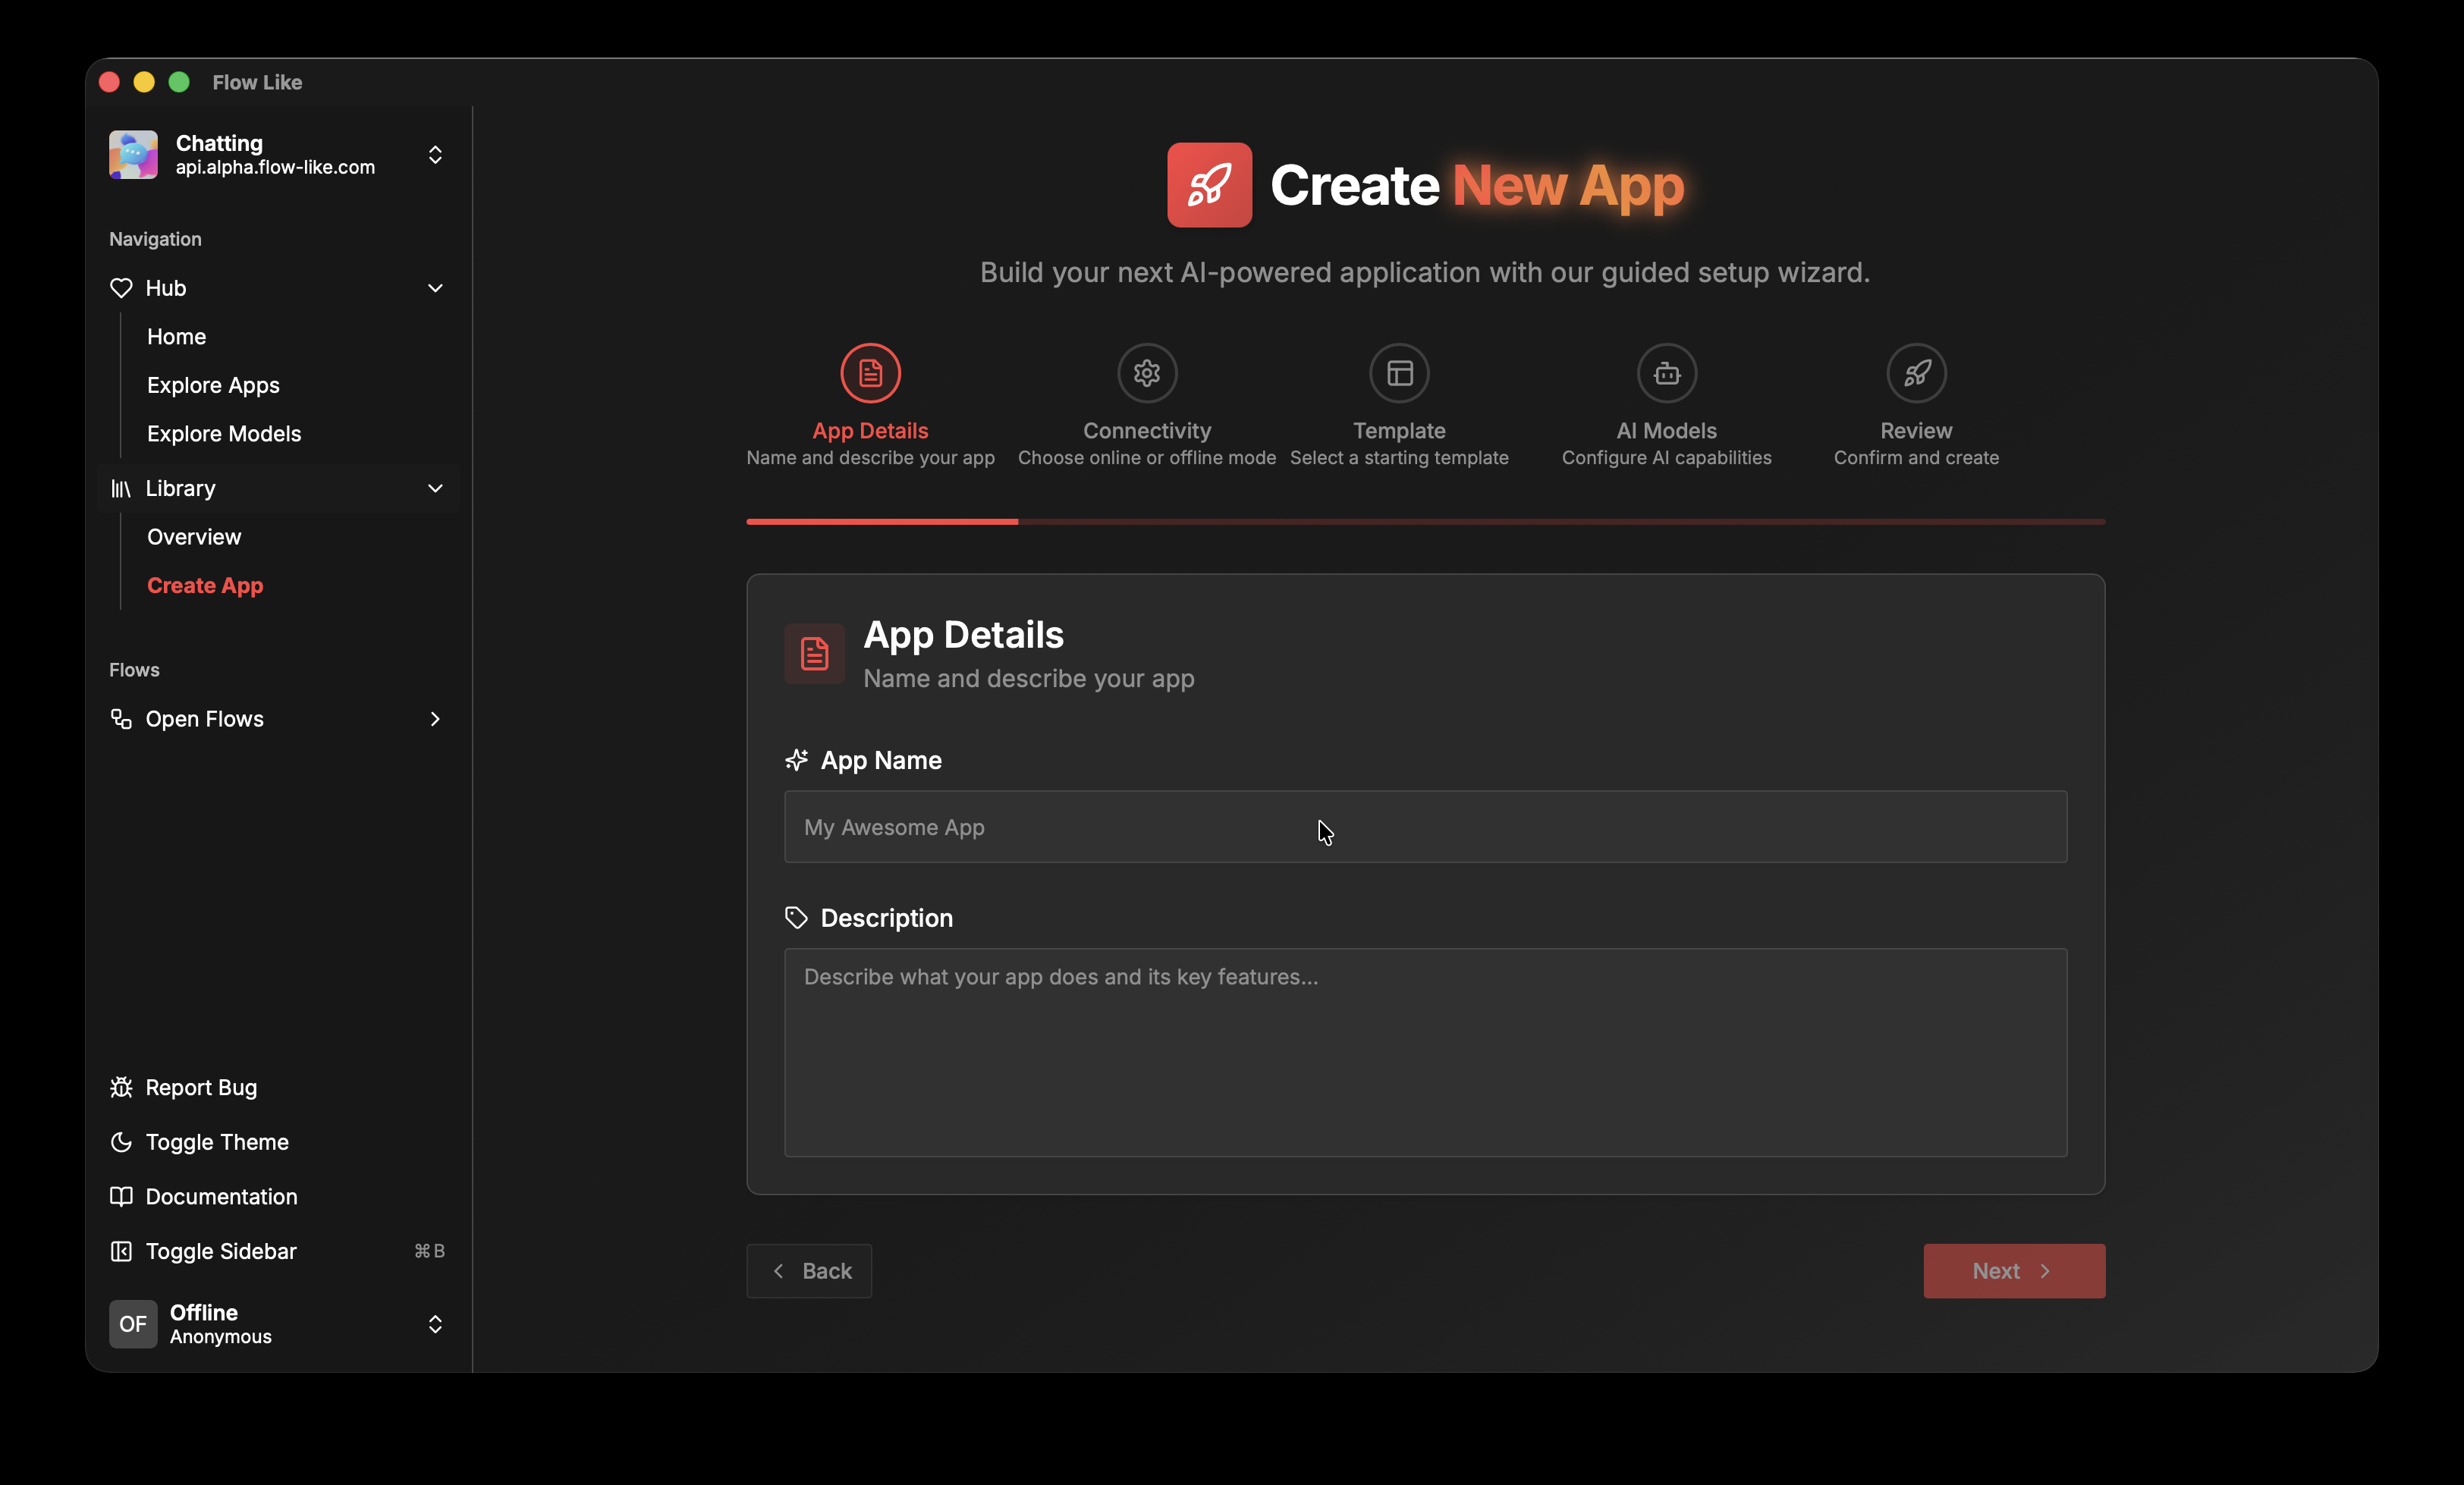 Flow Like
Chatting
api.alpha.flow-like.com
Navigation
Hub
Home
Explore Apps
Explore Models
Library
Overview
Create App
Flows
Open Flows
Report Bug
Toggle Theme
Documentation
Toggle Sidebar ⌘B
OF
Offline
Anonymous
Create New App
Build your next AI-powered application with our guided setup wizard.
App Details
Name and describe your app
Connectivity
Choose online or offline mode
Template
Select a starting template
AI Models
Configure AI capabilities
Review
Confirm and create
App Details
Name and describe your app
App Name
My Awesome App
Description
Describe what your app does and its key features...
Back
Next